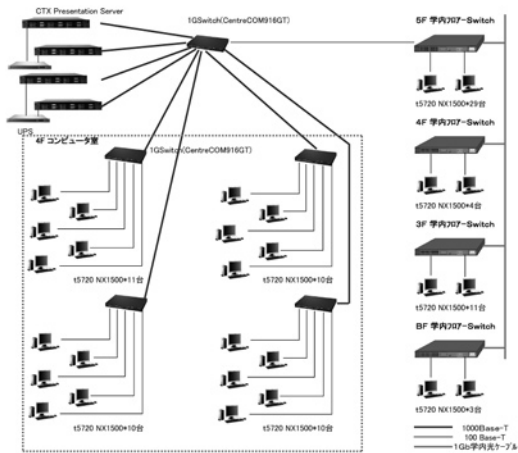 CTX Presentation Server
1GSwitch(CentreCOM916GT)
5F 学内フロアーSwitch
t5720 NX1500*29台
UPS
4F コンピュータ室
1GSwitch(CentreCOM916GT)
4F 学内フロアーSwitch
t5720 NX1500*4台
3F 学内フロアーSwitch
t5720 NX1500*11台
t5720 NX1500*10台
t5720 NX1500*11台
BF 学内フロアーSwitch
t5720 NX1500*3台
t5720 NX1500*10台
t5720 NX1500*10台
1000Base-T
100 Base-T
1Gb学内光ケーブル